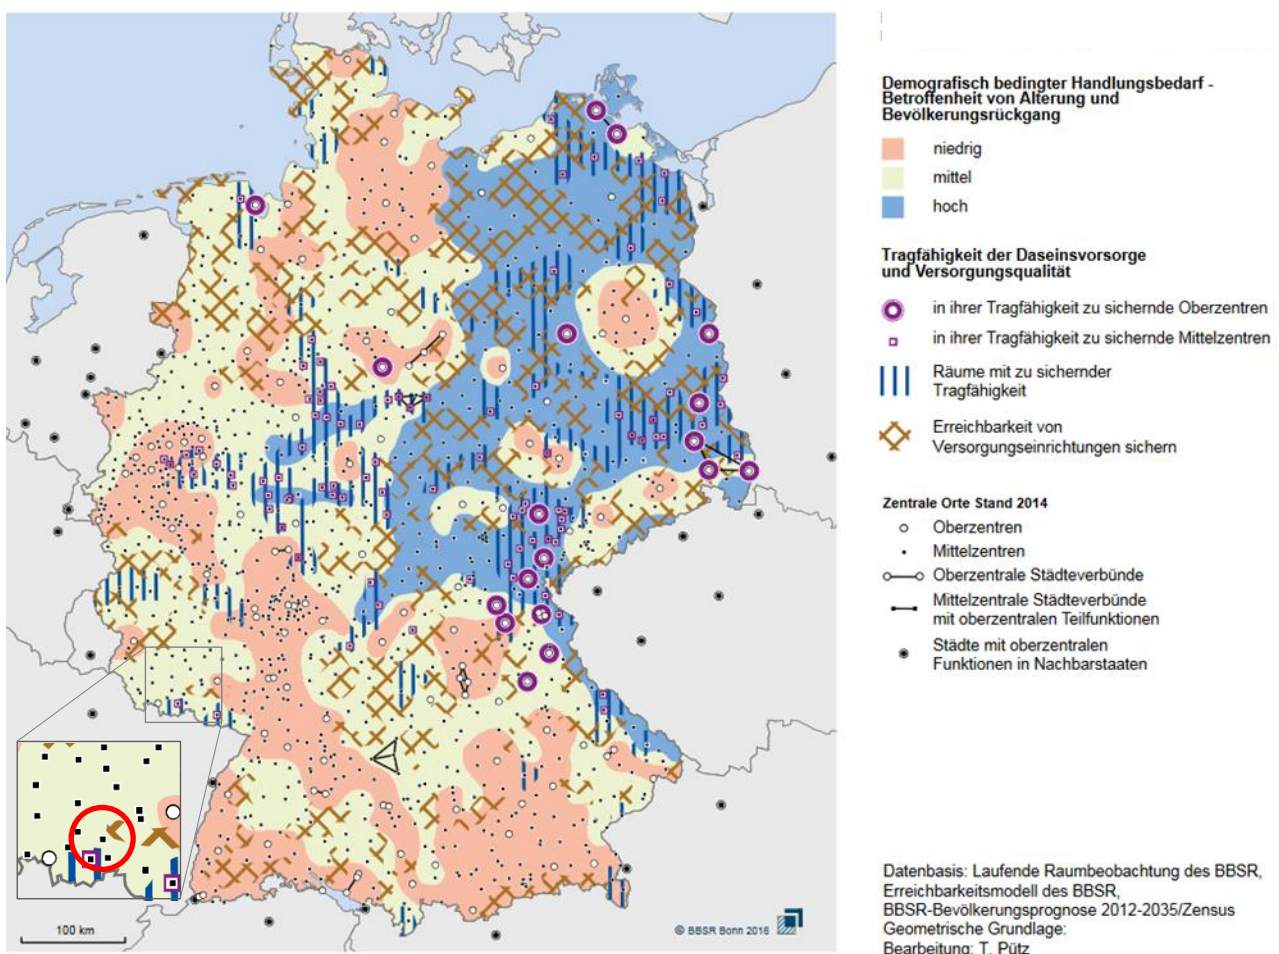 Demografisch bedingter Handlungsbedarf -
Betroffenheit von Alterung und
Bevölkerungsrückgang
niedrig
mittel
hoch
Tragfähigkeit der Daseinsvorsorge
und Versorgungsqualität
in ihrer Tragfähigkeit zu sichernde Oberzentren
in ihrer Tragfähigkeit zu sichernde Mittelzentren
Räume mit zu sichernder
Tragfähigkeit
Erreichbarkeit von
Versorgungseinrichtungen sichern
Zentrale Orte Stand 2014
Oberzentren
Mittelzentren
Oberzentrale Städteverbünde
Mittelzentrale Städteverbünde
mit oberzentralen Teilfunktionen
Städte mit oberzentralen
Funktionen in Nachbarstaaten
100 km
© BBSR Bonn 2016
Datenbasis: Laufende Raumbeobachtung des BBSR,
Erreichbarkeitsmodell des BBSR,
BBSR-Bevölkerungsprognose 2012-2035/Zensus
Geometrische Grundlage:
Bearbeitung: T. Pütz